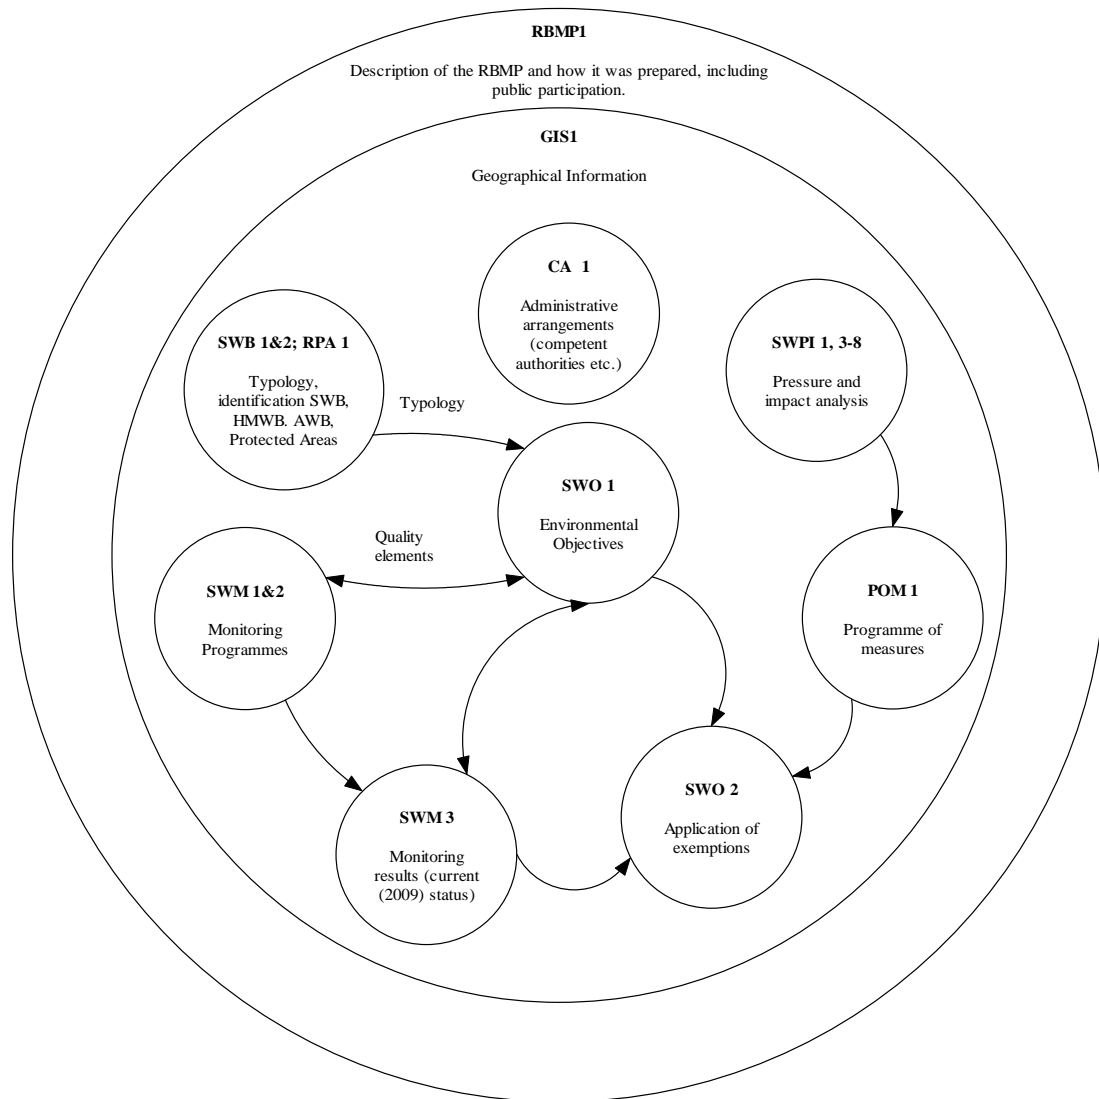 RBMP1
Description of the RBMP and how it was prepared, including
public participation.
GIS1
Geographical Information
CA 1
Administrative
arrangements
(competent
authorities etc.)
SWB 1&2; RPA 1
Typology,
identification SWB,
HMWB. AWB,
Protected Areas
Typology
SWPI 1, 3-8
Pressure and
impact analysis
SWO 1
Environmental
Objectives
Quality
elements
SWM 1&2
Monitoring
Programmes
POM 1
Programme of
measures
SWM 3
Monitoring
results (current
(2009) status)
SWO 2
Application of
exemptions